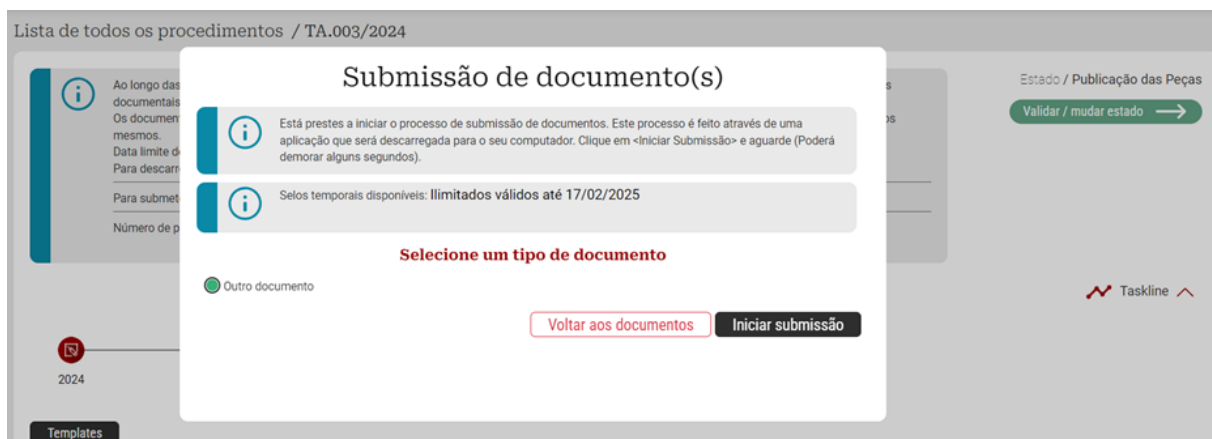 Lista de todos os procedimentos / TA.003/2024
Submissão de documento(s)
Ao longo das
documentais
Os documen
mesmos.
Data limite d
Para descarr
Para submet
Número de p
Está prestes a iniciar o processo de submissão de documentos. Este processo é feito através de uma
aplicação que será descarregada para o seu computador. Clique em <Iniciar Submissão> e aguarde (Poderá
demorar alguns segundos).
Selos temporais disponíveis: Ilimitados válidos até 17/02/2025
Selecione um tipo de documento
Outro documento
Voltar aos documentos
Iniciar submissão
s
os
Estado / Publicação das Peças
Validar / mudar estado
Taskline
2024
Templates